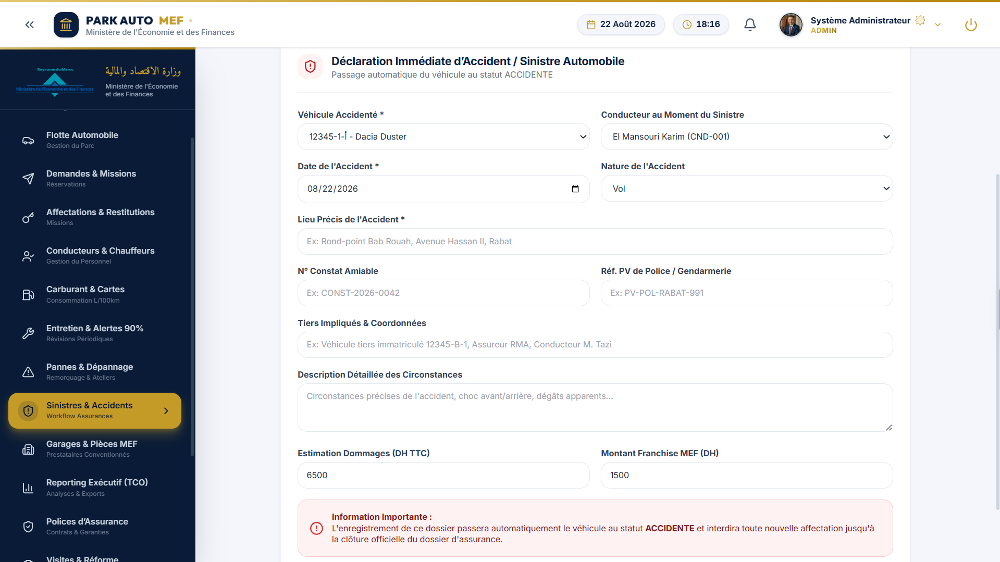 PARK AUTO MEF
Ministère de l'Économie et des Finances
22 Août 2026
18:16
Système Administrateur
ADMIN
Royaume du Maroc
Ministère de l'Economie et des Finances
وزارة الاقتصاد والمالية
Ministère de l'Économie
et des Finances
Flotte Automobile
Gestion du Parc
Demandes & Missions
Réservations
Affectations & Restitutions
Missions
Conducteurs & Chauffeurs
Gestion du Personnel
Carburant & Cartes
Consommation L/100km
Entretien & Alertes 90%
Révisions Périodiques
Pannes & Dépannage
Remorquage & Ateliers
Sinistres & Accidents
Workflow Assurances
Garages & Pièces MEF
Prestataires Conventionnés
Reporting Exécutif (TCO)
Analyses & Exports
Polices d’Assurance
Contrats & Garanties
Visites & Réforme
Déclaration Immédiate d’Accident / Sinistre Automobile
Passage automatique du véhicule au statut ACCIDENTE
Véhicule Accidenté *
Conducteur au Moment du Sinistre
12345-1-أ - Dacia Duster
El Mansouri Karim (CND-001)
Date de l'Accident *
Nature de l'Accident
08/22/2026
Vol
Lieu Précis de l'Accident *
Ex: Rond-point Bab Rouah, Avenue Hassan II, Rabat
N° Constat Amiable
Réf. PV de Police / Gendarmerie
Ex: CONST-2026-0042
Ex: PV-POL-RABAT-991
Tiers Impliqués & Coordonnées
Ex: Véhicule tiers immatriculé 12345-B-1, Assureur RMA, Conducteur M. Tazi
Description Détaillée des Circonstances
Circonstances précises de l'accident, choc avant/arrière, dégâts apparents...
Estimation Dommages (DH TTC)
Montant Franchise MEF (DH)
6500
1500
Information Importante :
L'enregistrement de ce dossier passera automatiquement le véhicule au statut ACCIDENTE et interdira toute nouvelle affectation jusqu'à
la clôture officielle du dossier d'assurance.